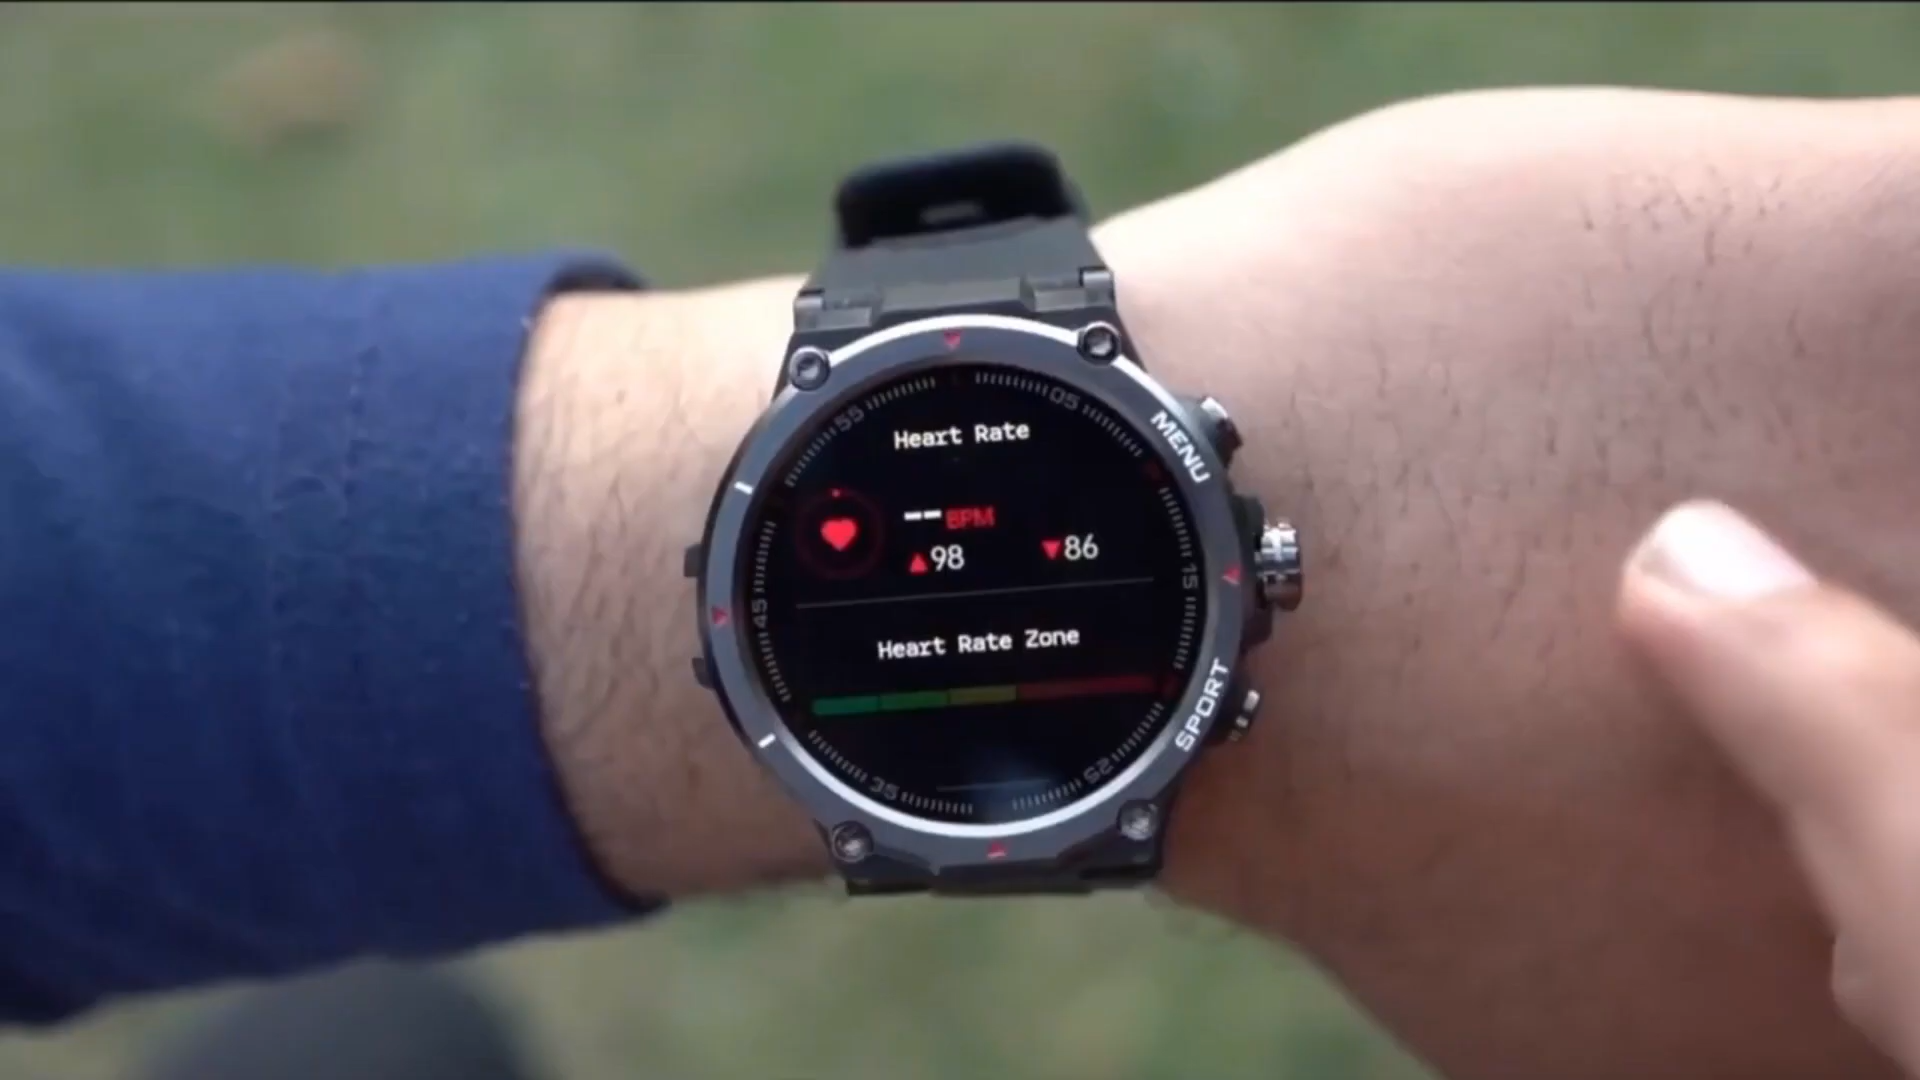 55
05
MENU
Heart Rate
-- BPM
▲98 ▼86
15
45
Heart Rate Zone
SPORT
35
25